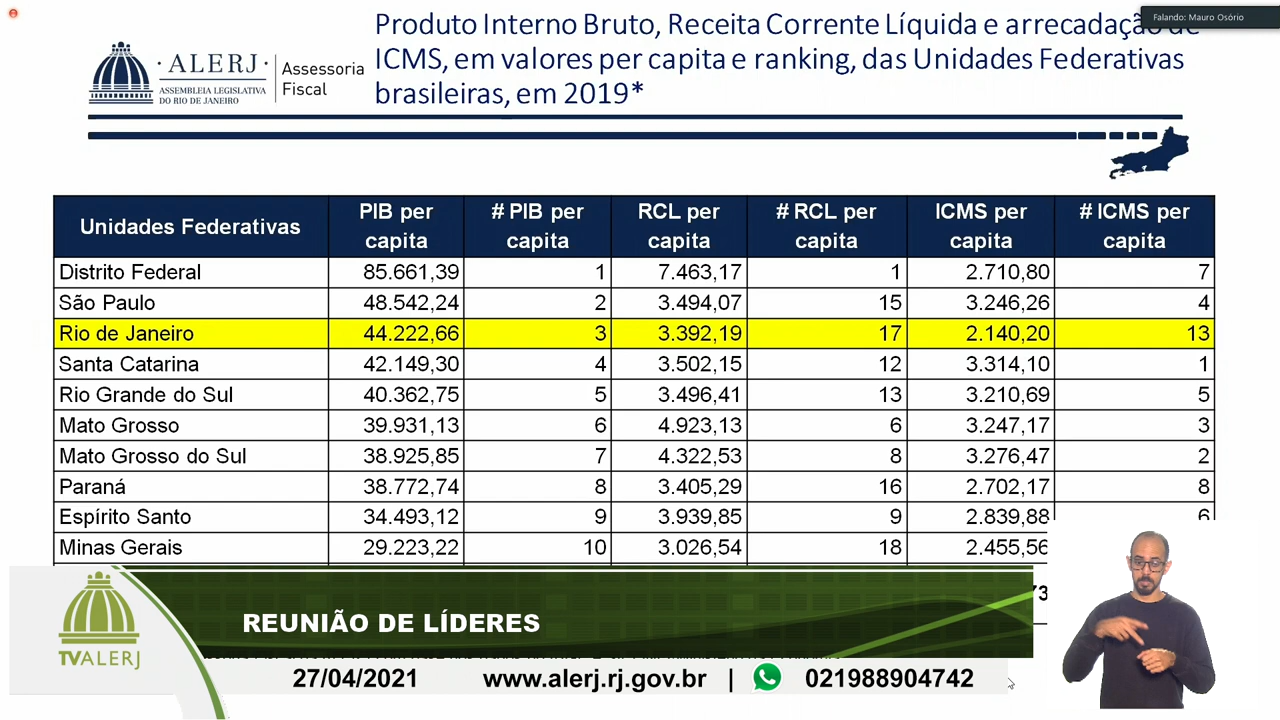 Falando: Mauro Osório
Produto Interno Bruto, Receita Corrente Líquida e arrecadação de
ICMS, em valores per capita e ranking, das Unidades Federativas
brasileiras, em 2019*
·ALERJ·
ASSEMBLEIA LEGISLATIVA
DO RIO DE JANEIRO
Assessoria
Fiscal
Unidades Federativas PIB per capita # PIB per capita RCL per capita # RCL per capita ICMS per capita # ICMS per capita
Distrito Federal 85.661,39 1 7.463,17 1 2.710,80 7
São Paulo 48.542,24 2 3.494,07 15 3.246,26 4
Rio de Janeiro 44.222,66 3 3.392,19 17 2.140,20 13
Santa Catarina 42.149,30 4 3.502,15 12 3.314,10 1
Rio Grande do Sul 40.362,75 5 3.496,41 13 3.210,69 5
Mato Grosso 39.931,13 6 4.923,13 6 3.247,17 3
Mato Grosso do Sul 38.925,85 7 4.322,53 8 3.276,47 2
Paraná 38.772,74 8 3.405,29 16 2.702,17 8
Espírito Santo 34.493,12 9 3.939,85 9 2.839,88 6
Minas Gerais 29.223,22 10 3.026,54 18 2.455,56
TVALERJ
REUNIÃO DE LÍDERES
27/04/2021 www.alerj.rj.gov.br | 021988904742